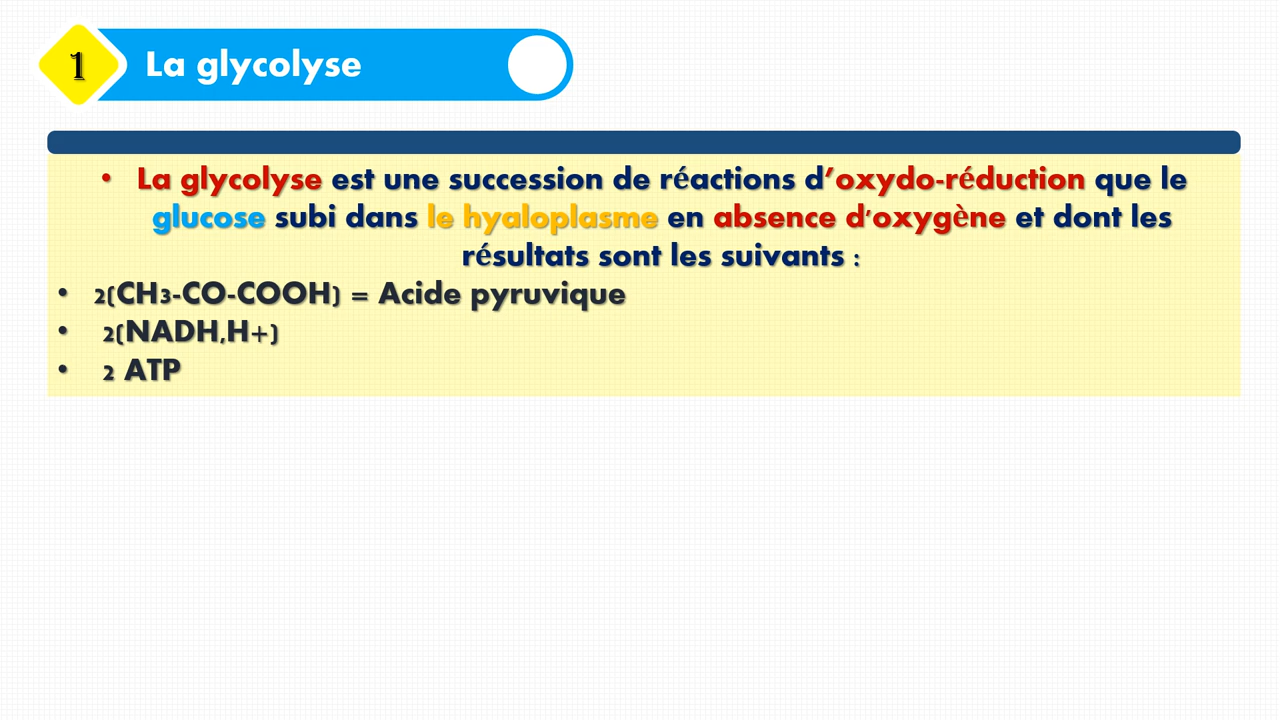 1 La glycolyse
• La glycolyse est une succession de réactions d'oxydo-réduction que le
glucose subi dans le hyaloplasme en absence d'oxygène et dont les
résultats sont les suivants :
• 2(CH3-CO-COOH) = Acide pyruvique
• 2(NADH,H+)
• 2 ATP